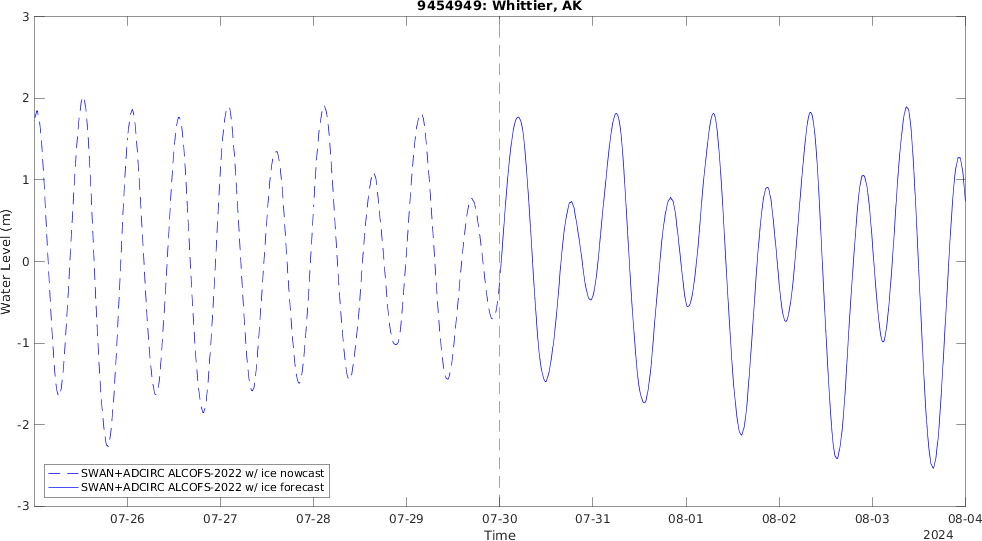 9454949: Whittier, AK
3
2
1
0
-1
-2
-3
Water Level (m)
SWAN+ADCIRC ALCOFS-2022 w/ ice nowcast
SWAN+ADCIRC ALCOFS-2022 w/ ice forecast
07-26 07-27 07-28 07-29 07-30 07-31 08-01 08-02 08-03 08-04
Time
2024